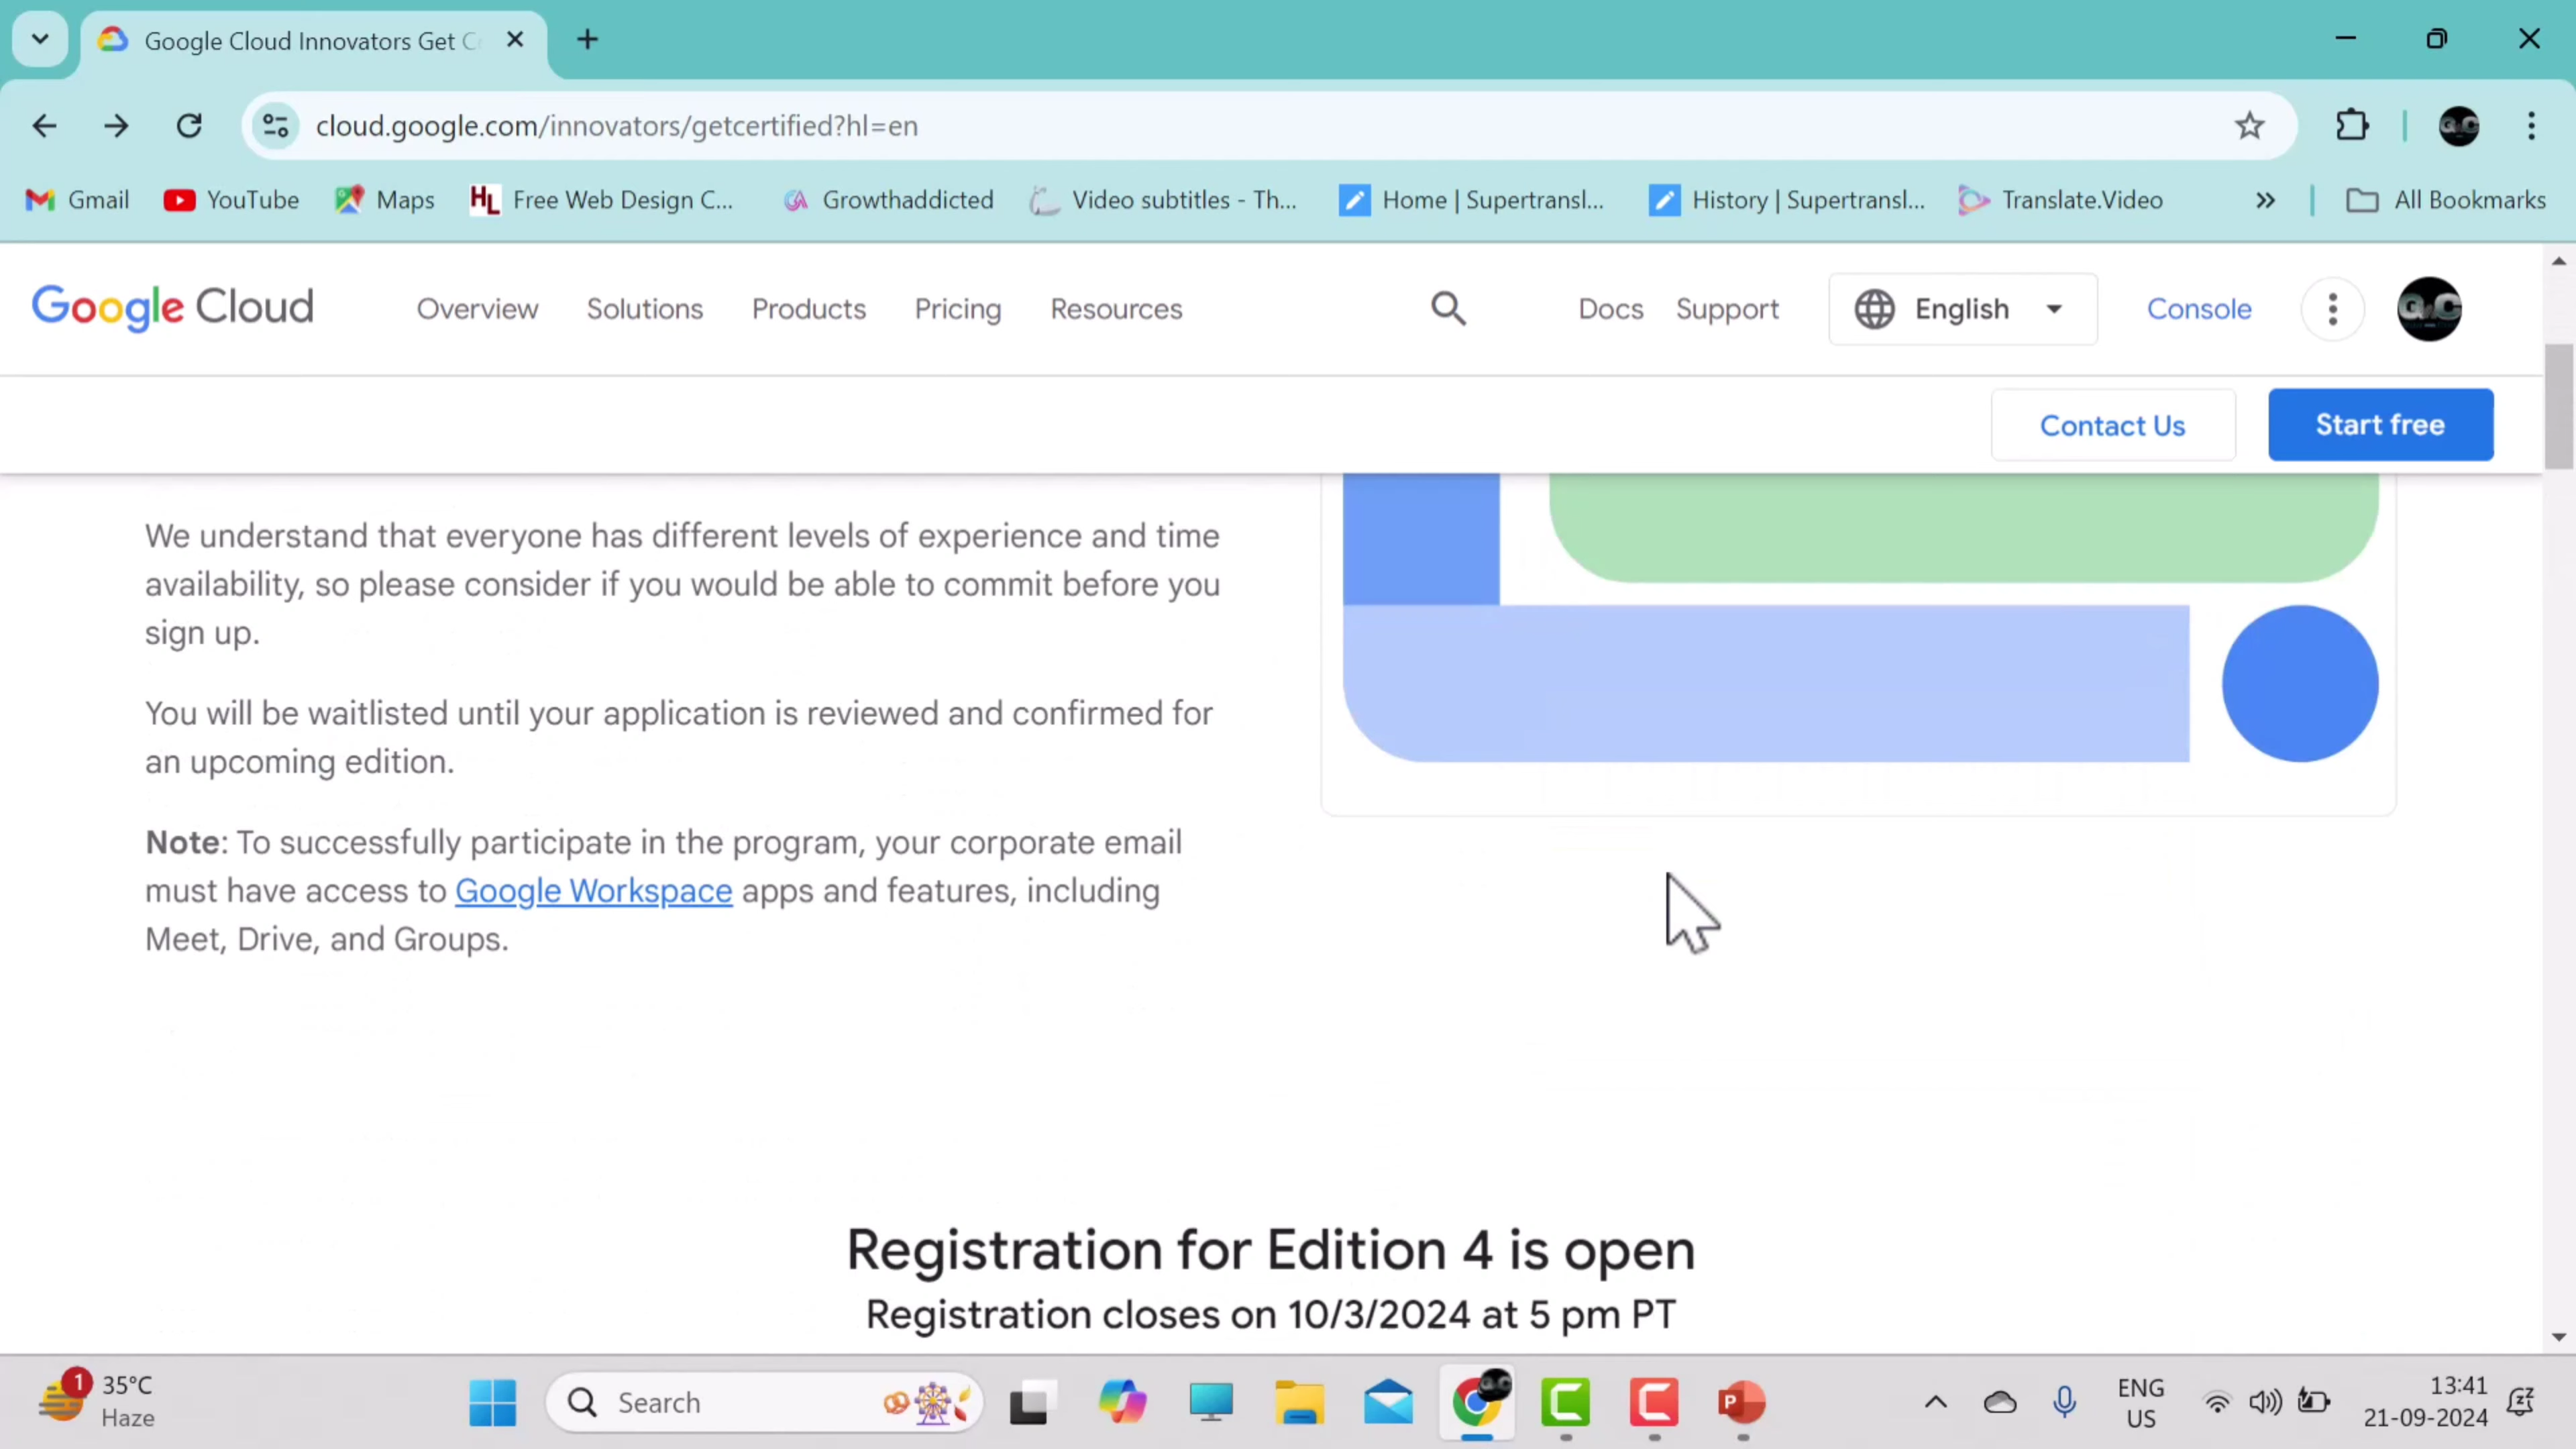 Google Cloud Innovators Get C
cloud.google.com/innovators/getcertified?hl=en
Gmail YouTube Maps HL Free Web Design C... Growthaddicted Video subtitles - Th... Home | Supertransl... History | Supertransl... Translate.Video » All Bookmarks
Google Cloud Overview Solutions Products Pricing Resources Docs Support English Console
Contact Us Start free
We understand that everyone has different levels of experience and time
availability, so please consider if you would be able to commit before you
sign up.
You will be waitlisted until your application is reviewed and confirmed for
an upcoming edition.
Note: To successfully participate in the program, your corporate email
must have access to Google Workspace apps and features, including
Meet, Drive, and Groups.
Registration for Edition 4 is open
Registration closes on 10/3/2024 at 5 pm PT
1 35°C
Haze
Search
ENG
US
13:41
21-09-2024